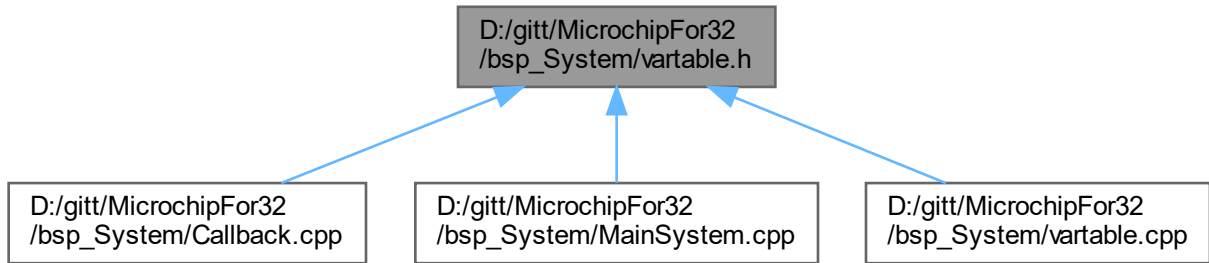 D:/gitt/MicrochipFor32
/bsp_System/vartable.h
D:/gitt/MicrochipFor32
/bsp_System/Callback.cpp
D:/gitt/MicrochipFor32
/bsp_System/MainSystem.cpp
D:/gitt/MicrochipFor32
/bsp_System/vartable.cpp